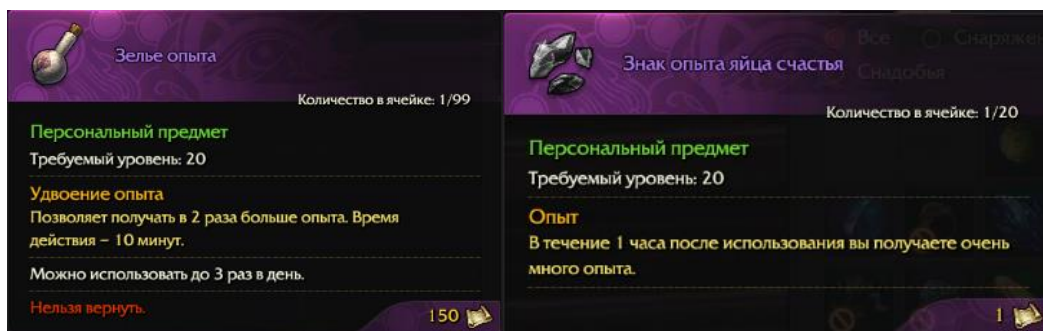 Зелье опыта
Количество в ячейке: 1/99
Персональный предмет
Требуемый уровень: 20
Удвоение опыта
Позволяет получать в 2 раза больше опыта. Время
действия – 10 минут.
Можно использовать до 3 раз в день.
Нельзя вернуть.
150
Все
Снаряжен
Снадобья
Знак опыта яйца счастья
Количество в ячейке: 1/20
Персональный предмет
Требуемый уровень: 20
Опыт
В течение 1 часа после использования вы получаете очень
много опыта.
1